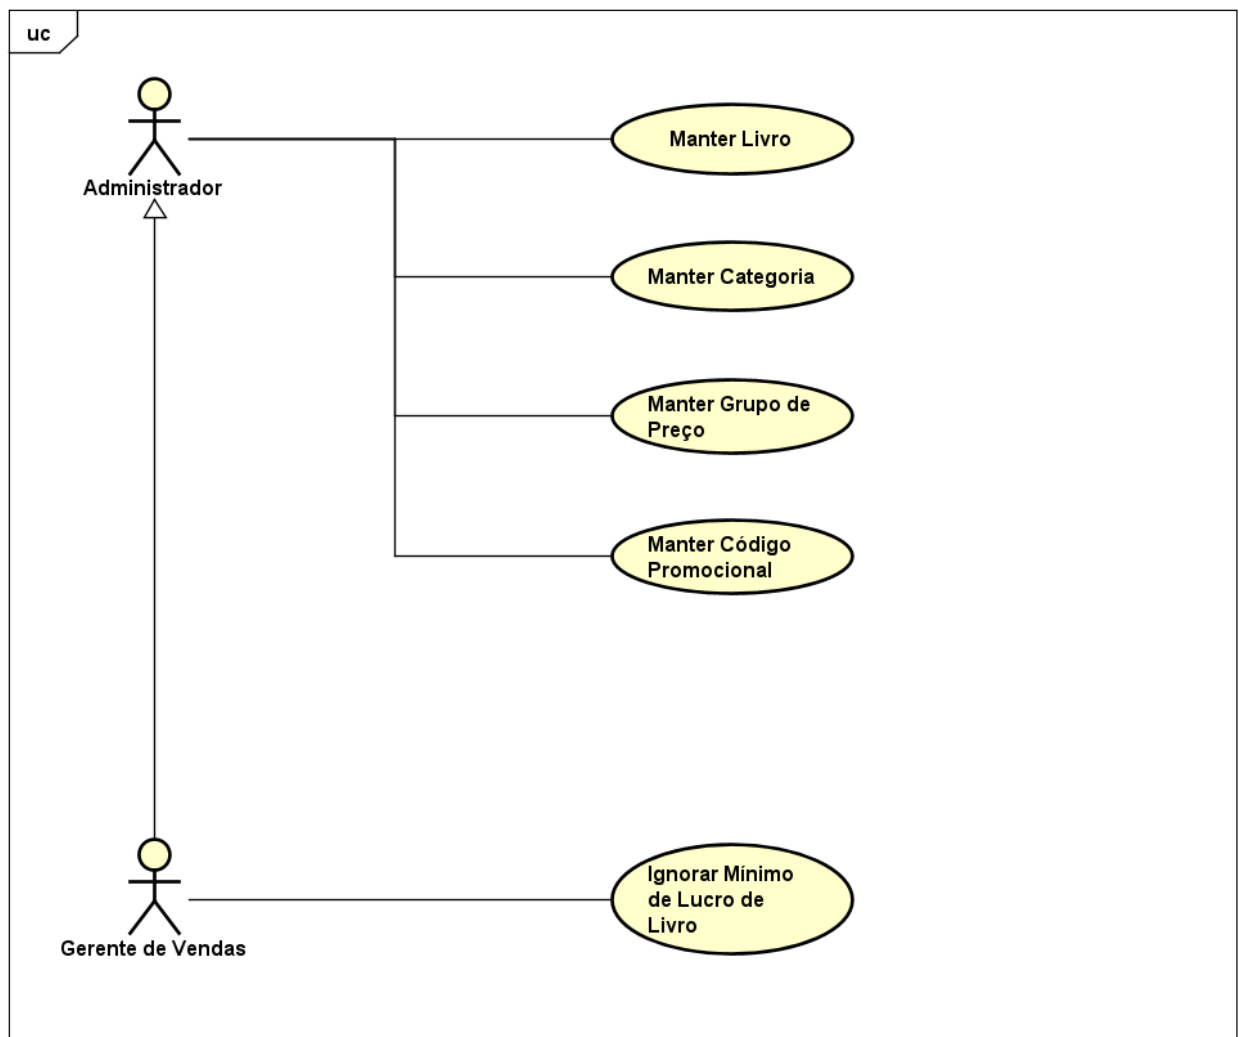 uc
Administrador
Manter Livro
Manter Categoria
Manter Grupo de
Preço
Manter Código
Promocional
Gerente de Vendas
Ignorar Mínimo
de Lucro de
Livro